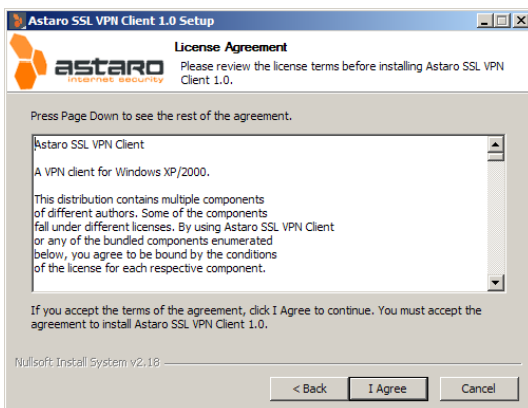 Astaro SSL VPN Client 1.0 Setup
License Agreement
Please review the license terms before installing Astaro SSL VPN
Client 1.0.
astaro
internet security
Press Page Down to see the rest of the agreement.
Astaro SSL VPN Client
A VPN client for Windows XP/2000.
This distribution contains multiple components
of different authors. Some of the components
fall under different licenses. By using Astaro SSL VPN Client
or any of the bundled components enumerated
below, you agree to be bound by the conditions
of the license for each respective component.
If you accept the terms of the agreement, click I Agree to continue. You must accept the
agreement to install Astaro SSL VPN Client 1.0.
Nullsoft Install System v2.18
< Back I Agree Cancel